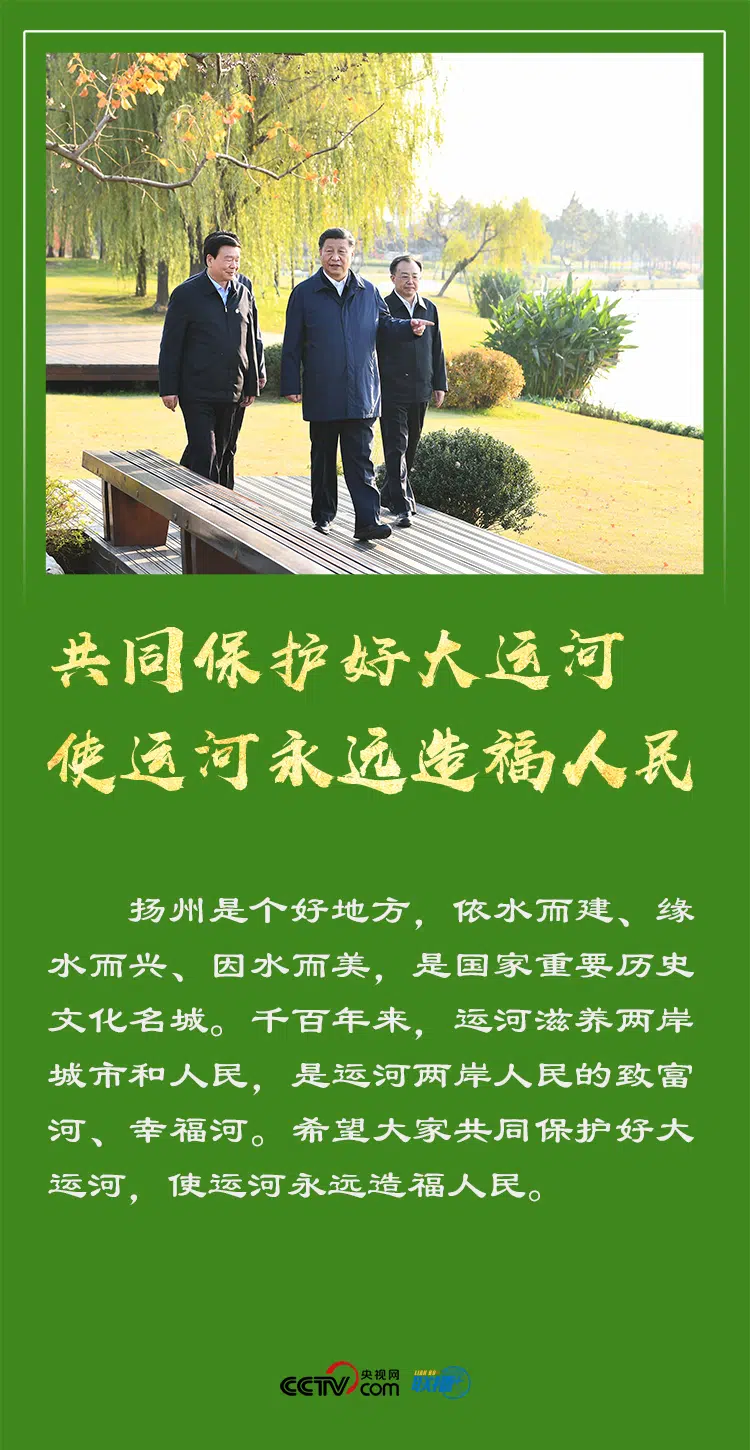 共同保护好大运河
使运河永远造福人民
扬州是个好地方，依水而建、缘
水而兴、因水而美，是国家重要历史
文化名城。千百年来，运河滋养两岸
城市和人民，是运河两岸人民的致富
河、幸福河。希望大家共同保护好大
运河，使运河永远造福人民。
CCTV 央视网
com